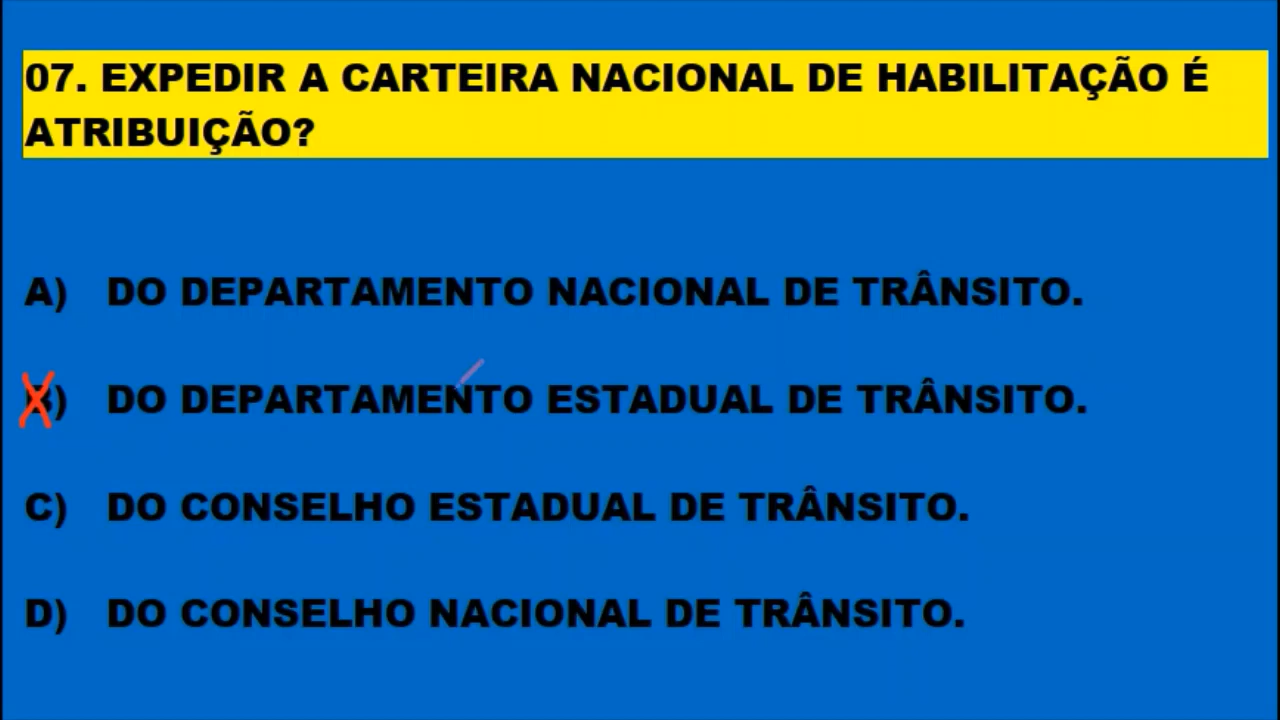 07. EXPEDIR A CARTEIRA NACIONAL DE HABILITAÇÃO É
ATRIBUIÇÃO?
A) DO DEPARTAMENTO NACIONAL DE TRÂNSITO.
B) DO DEPARTAMENTO ESTADUAL DE TRÂNSITO.
C) DO CONSELHO ESTADUAL DE TRÂNSITO.
D) DO CONSELHO NACIONAL DE TRÂNSITO.